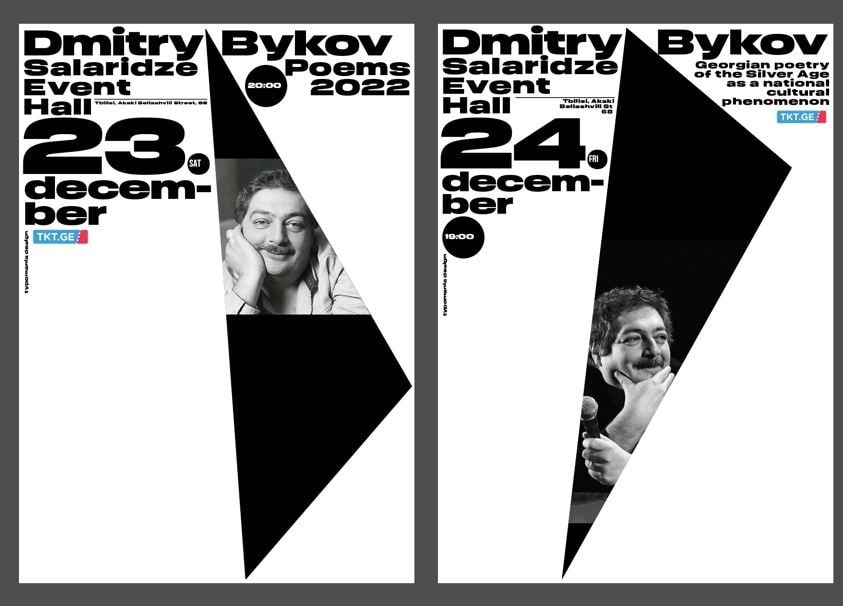 Dmitry Bykov
Salaridze
Event
Hall
Tbilisi, Akaki Beliashvili Street, 68
20:00
Poems
2022
23.
SAT
decem-
ber
TKT.GE
typomania design
Dmitry Bykov
Salaridze
Event
Hall
Tbilisi, Akaki
Beliashvili St
68
Georgian poetry
of the Silver Age
as a national
cultural
phenomenon
TKT.GE
24.
FRI
decem-
ber
19:00
typomania design